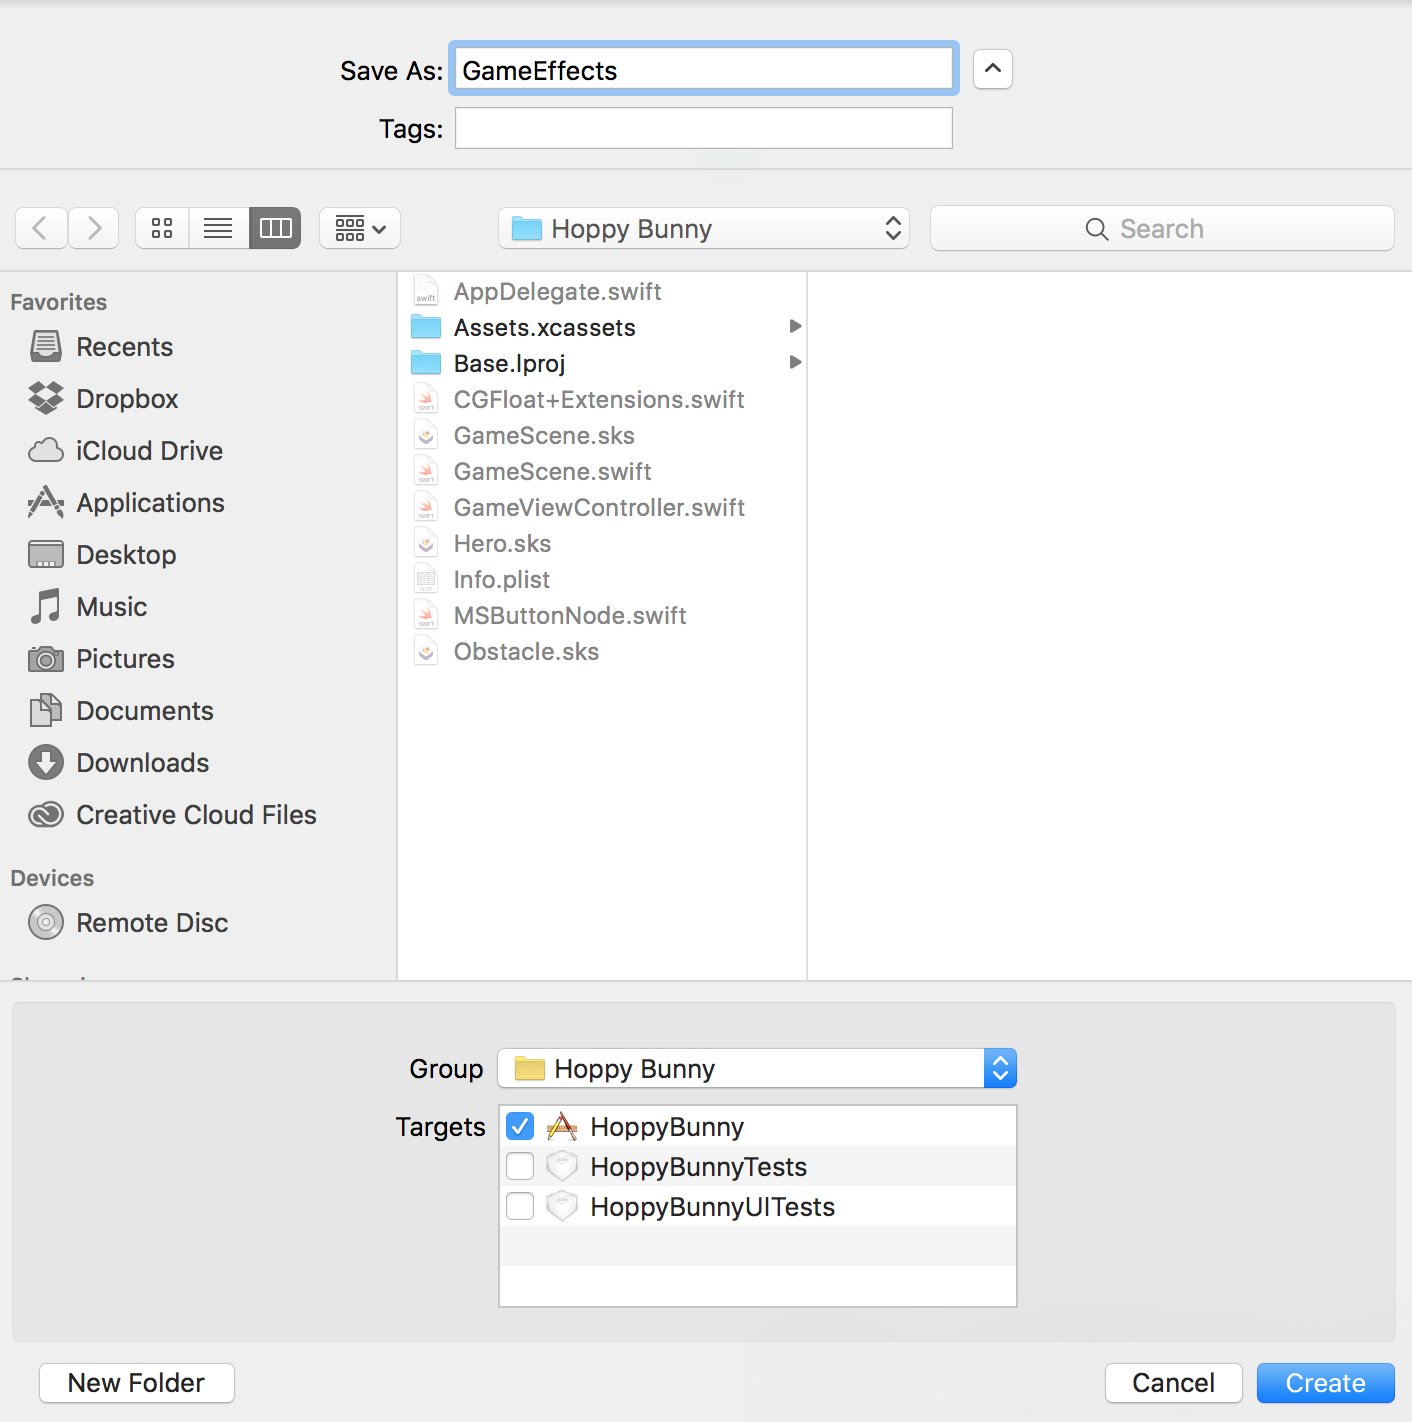 Save As: GameEffects
Tags:
Hoppy Bunny
Search
Favorites
Recents
Dropbox
iCloud Drive
Applications
Desktop
Music
Pictures
Documents
Downloads
Creative Cloud Files
Devices
Remote Disc
AppDelegate.swift
Assets.xcassets
Base.lproj
CGFloat+Extensions.swift
GameScene.sks
GameScene.swift
GameViewController.swift
Hero.sks
Info.plist
MSButtonNode.swift
Obstacle.sks
Group Hoppy Bunny
Targets HoppyBunny
HoppyBunnyTests
HoppyBunnyUITests
New Folder Cancel Create